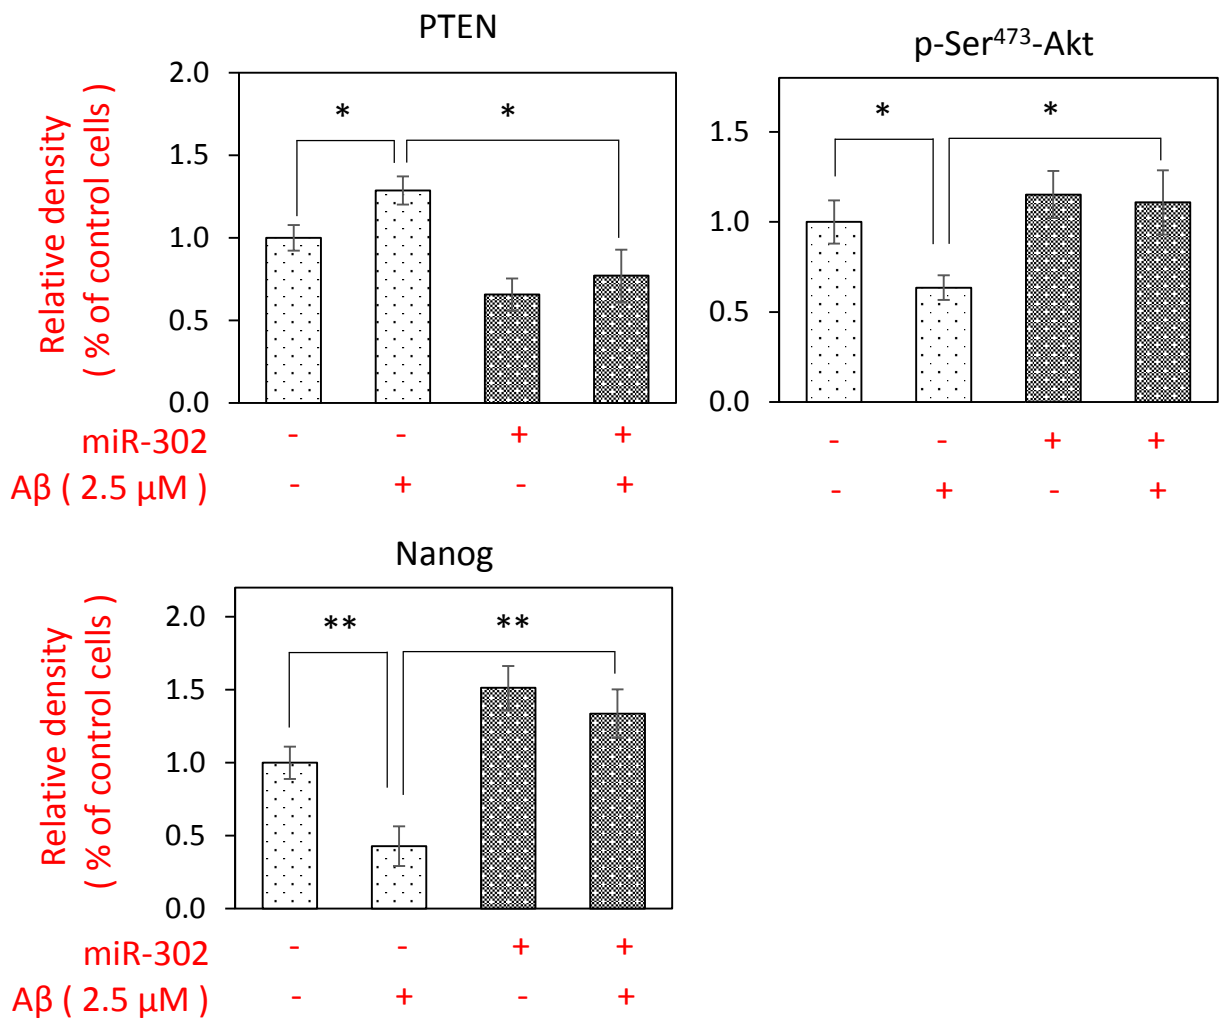 PTEN
p-Ser⁴⁷³-Akt
Relative density
( % of control cells )
2.0
1.5
1.0
0.5
0.0
* *
1.5
1.0
0.5
0.0
* *
miR-302 - - + +
Aβ ( 2.5 µM ) - + - +
- - + +
- + - +
Nanog
Relative density
( % of control cells )
2.0
1.5
1.0
0.5
0.0
** **
miR-302 - - + +
Aβ ( 2.5 µM ) - + - +